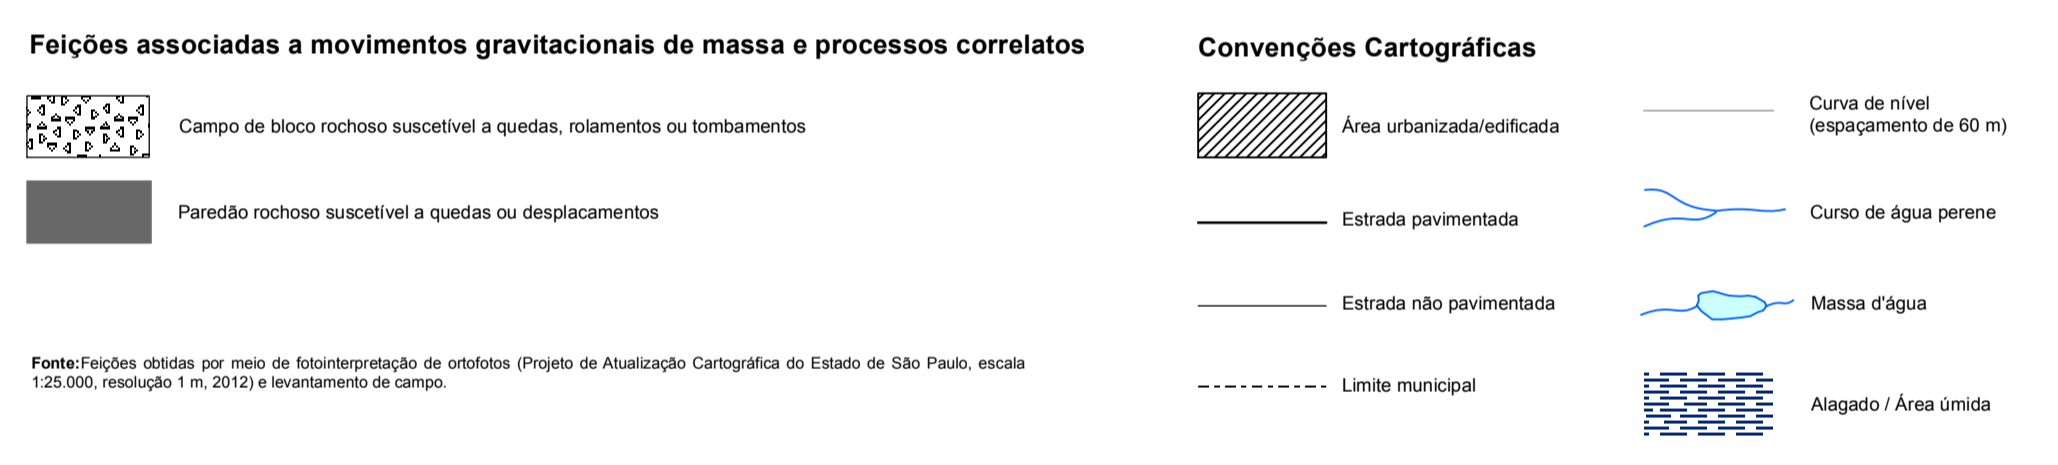 Feições associadas a movimentos gravitacionais de massa e processos correlatos
Campo de bloco rochoso suscetível a quedas, rolamentos ou tombamentos
Paredão rochoso suscetível a quedas ou desplacamentos
Fonte:Feições obtidas por meio de fotointerpretação de ortofotos (Projeto de Atualização Cartográfica do Estado de São Paulo, escala
1:25.000, resolução 1 m, 2012) e levantamento de campo.
Convenções Cartográficas
Área urbanizada/edificada
Estrada pavimentada
Estrada não pavimentada
Limite municipal
Curva de nível
(espaçamento de 60 m)
Curso de água perene
Massa d'água
Alagado / Área úmida